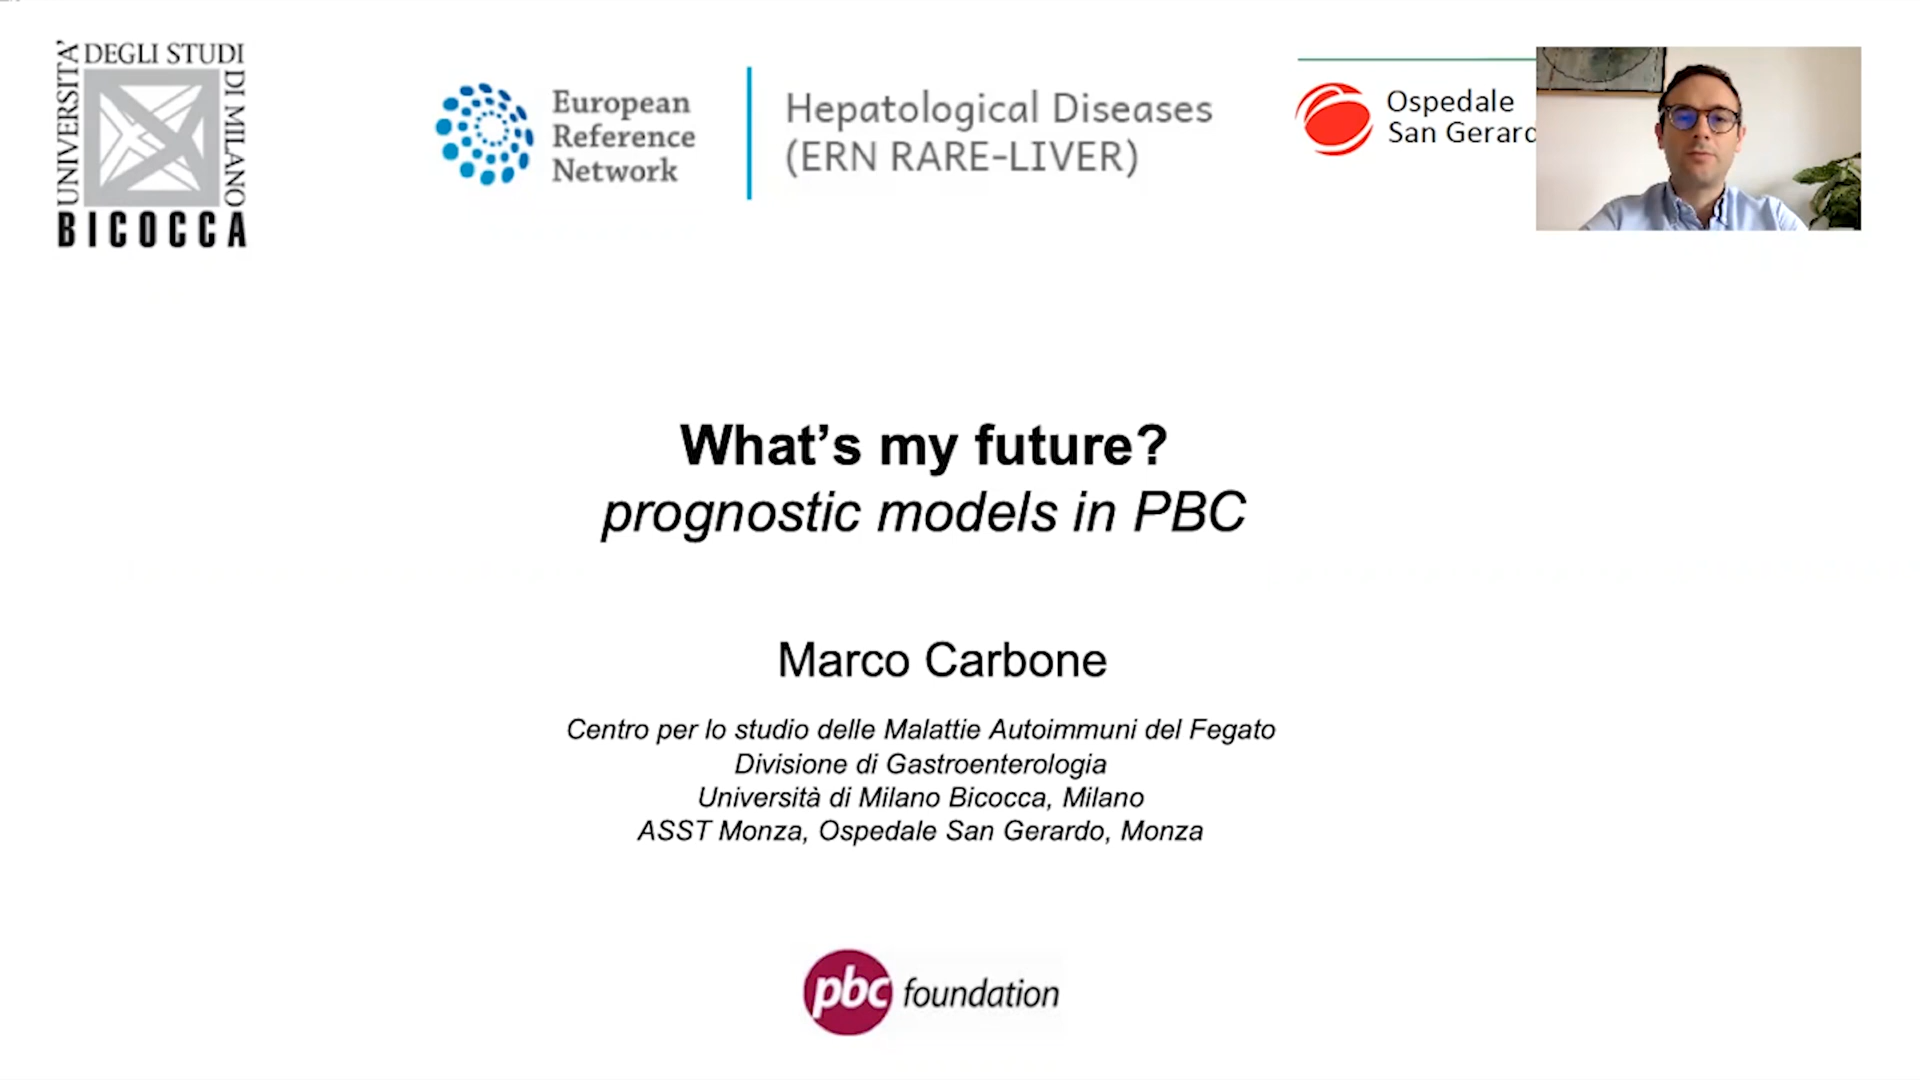 UNIVERSITA' DEGLI STUDI DI MILANO
BICOCCA
European
Reference
Network
Hepatological Diseases
(ERN RARE-LIVER)
Ospedale
San Gerard
What's my future?
prognostic models in PBC
Marco Carbone
Centro per lo studio delle Malattie Autoimmuni del Fegato
Divisione di Gastroenterologia
Università di Milano Bicocca, Milano
ASST Monza, Ospedale San Gerardo, Monza
pbc foundation